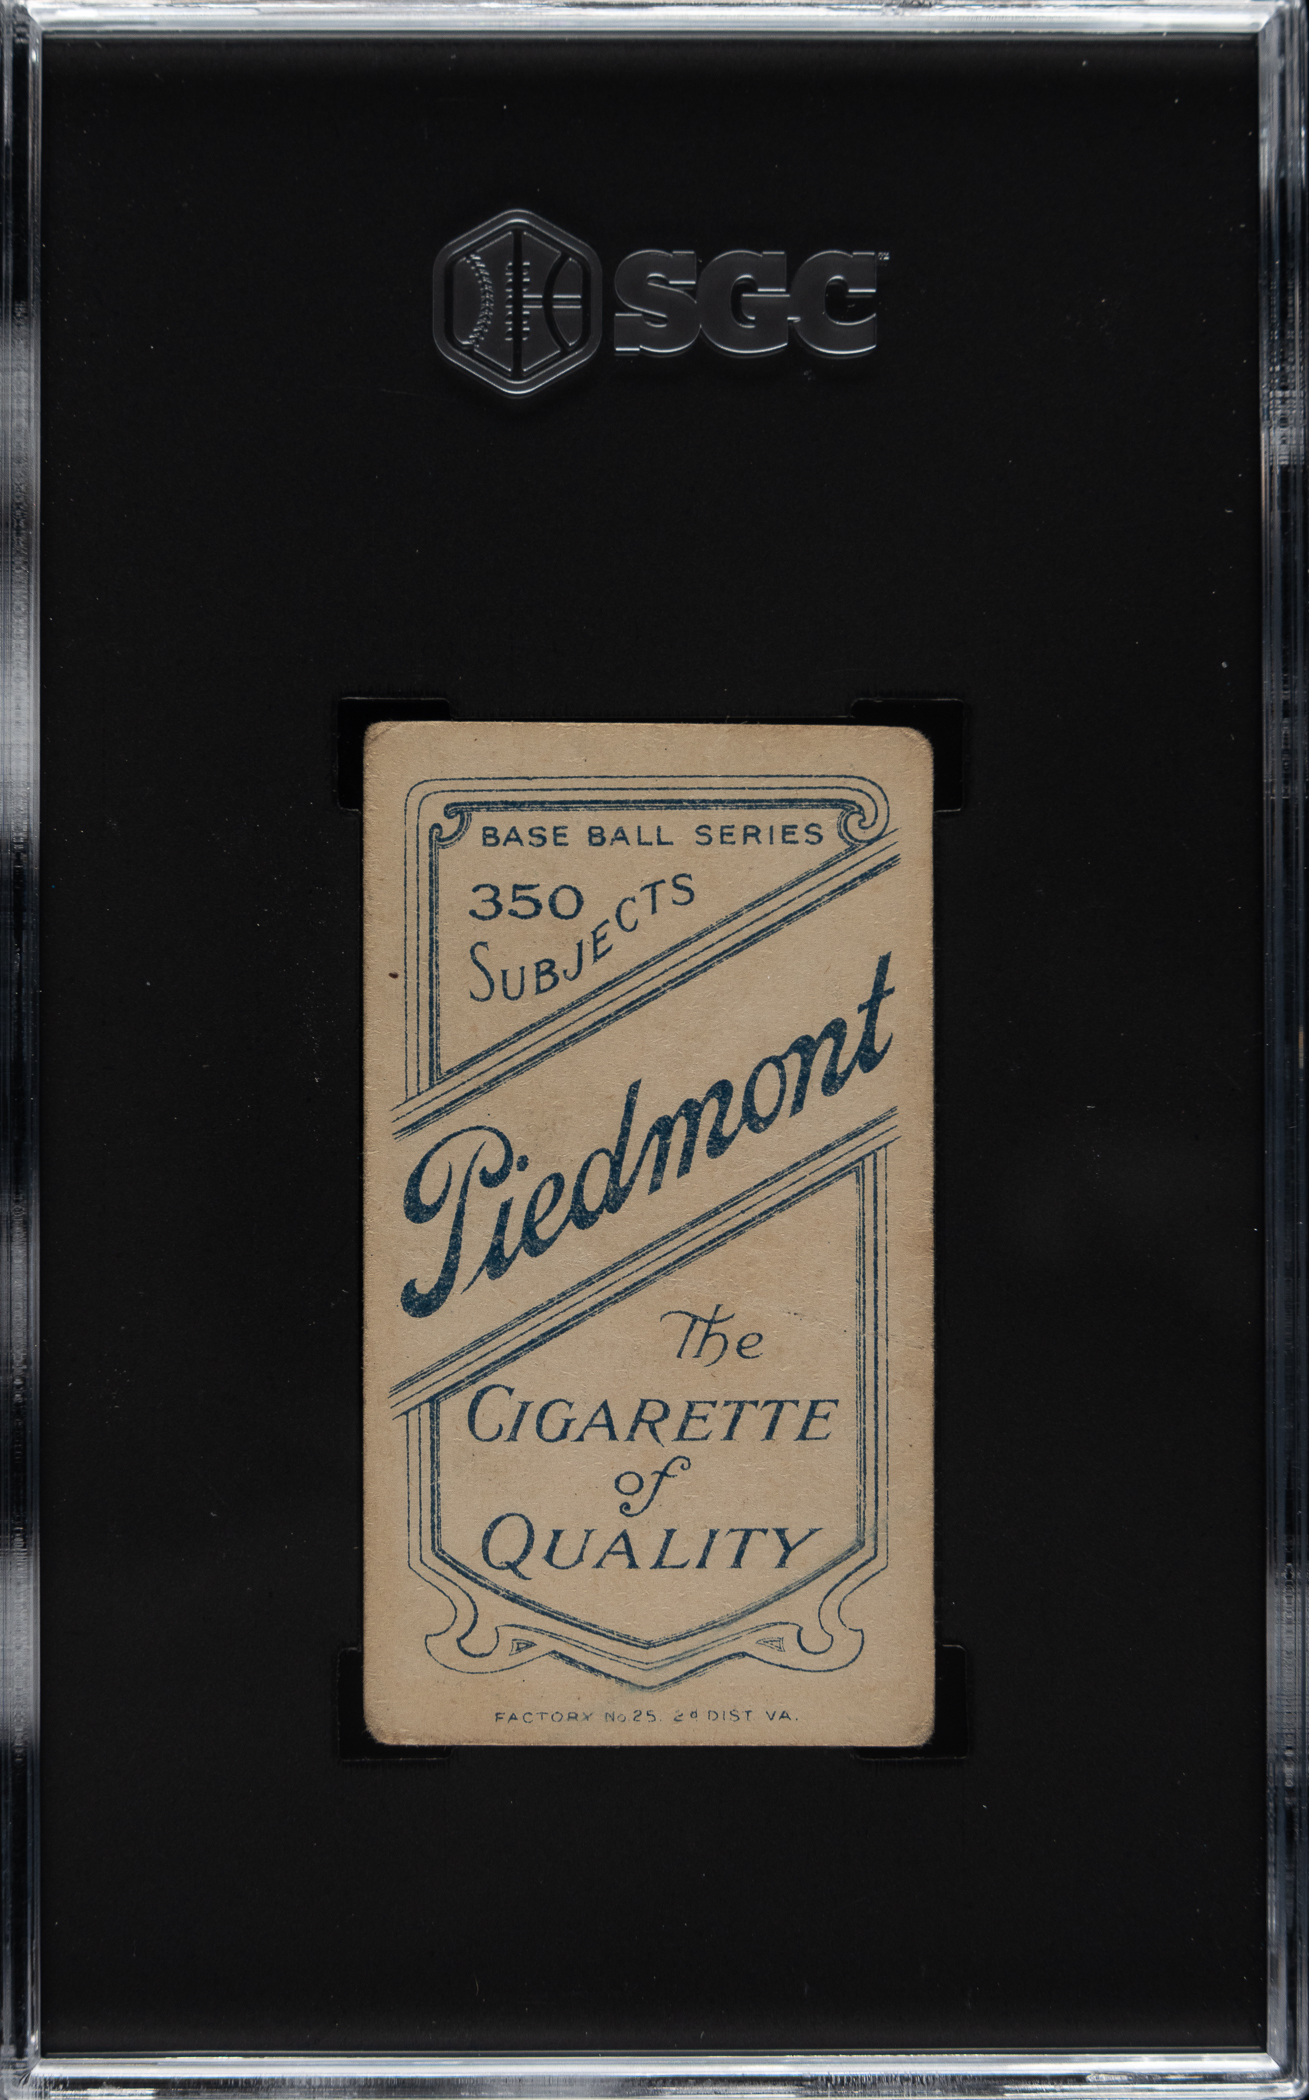 SGC
BASE BALL SERIES
350
SUBJECTS
Piedmont
The
CIGARETTE
of
QUALITY
FACTORY No 25. 2d DIST. VA.